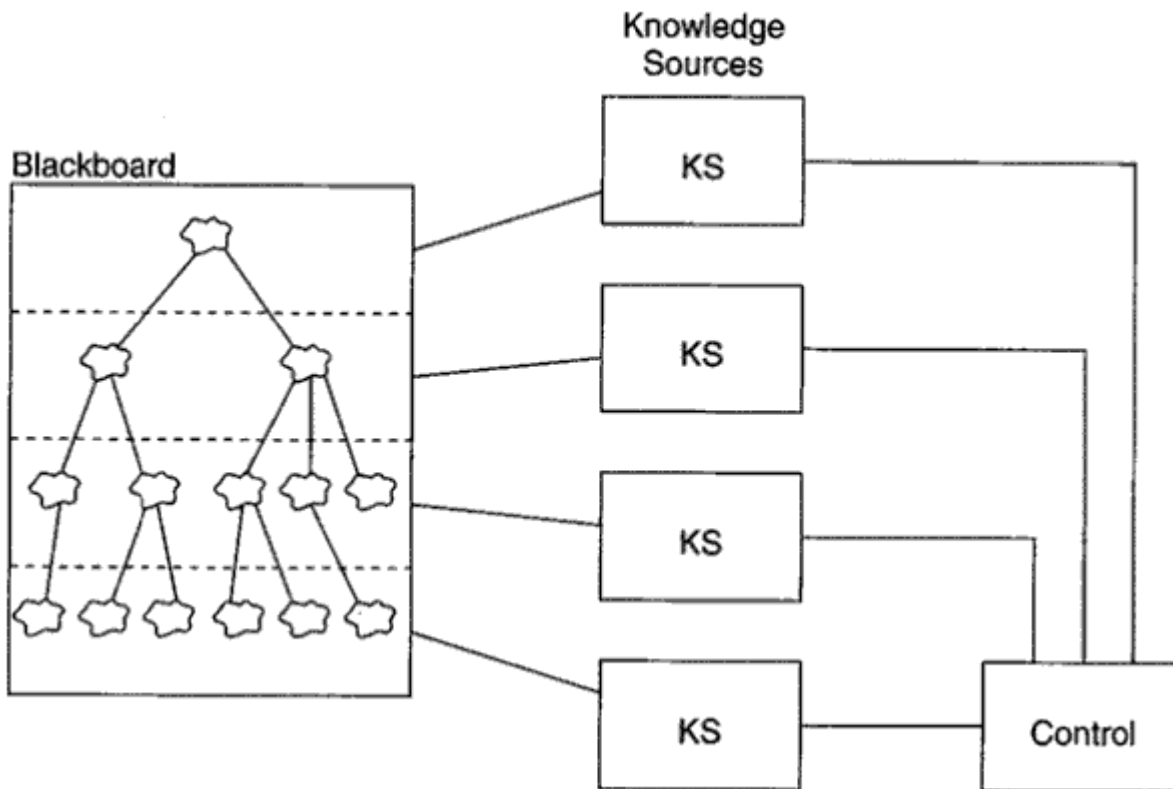 Knowledge
Sources
KS
Blackboard
KS
KS
KS
Control